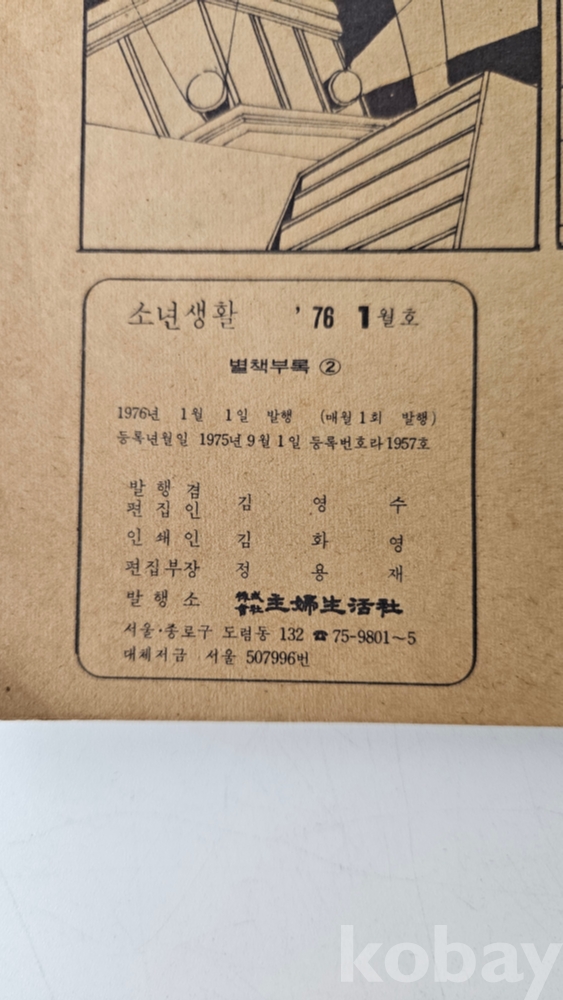 소년생활 '76 1월호
별책부록 ②
1976년 1월 1일 발행 (매월 1회 발행)
등록년월일 1975년 9월 1일 등록번호라 1957호
발행겸
편집인 김영수
인쇄인 김화영
편집부장 정용재
발행소 株式會社 主婦生活社
서울·종로구 도렴동 132 ☎ 75-9801~5
대체저금 서울 507996번
kobay